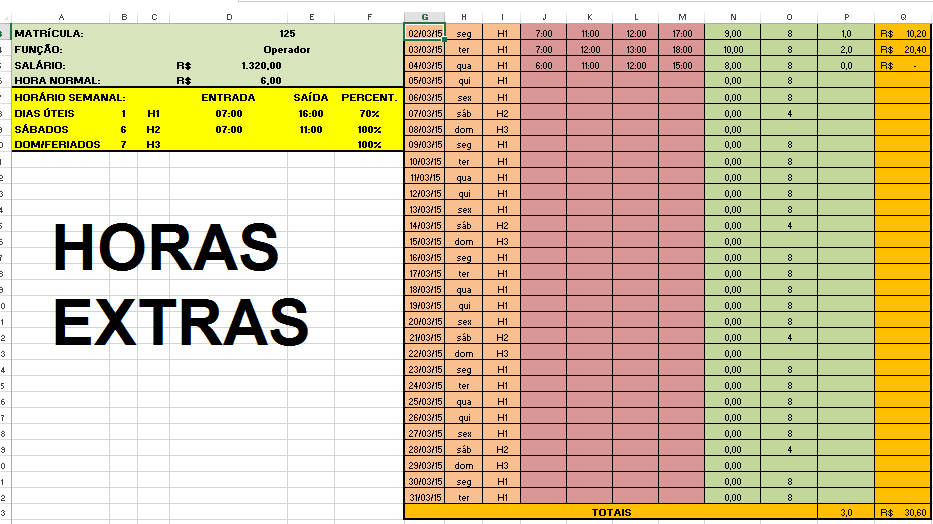 A B C D E F G H I J K L M N O P Q
MATRÍCULA: 125 02/03/15 seg H1 7:00 11:00 12:00 17:00 9,00 8 1,0 R$ 10,20
FUNÇÃO: Operador 03/03/15 ter H1 7:00 12:00 13:00 18:00 10,00 8 2,0 R$ 20,40
SALÁRIO: R$ 1.320,00 04/03/15 qua H1 6:00 11:00 12:00 15:00 8,00 8 0,0 R$ -
HORA NORMAL: R$ 6,00 05/03/15 qui H1 0,00 8
HORÁRIO SEMANAL: ENTRADA SAÍDA PERCENT. 06/03/15 sex H1 0,00 8
DIAS ÚTEIS 1 H1 07:00 16:00 70% 07/03/15 sáb H2 0,00 4
SÁBADOS 6 H2 07:00 11:00 100% 08/03/15 dom H3 0,00
DOM/FERIADOS 7 H3 100% 09/03/15 seg H1 0,00 8
10/03/15 ter H1 0,00 8
11/03/15 qua H1 0,00 8
12/03/15 qui H1 0,00 8
13/03/15 sex H1 0,00 8
14/03/15 sáb H2 0,00 4
HORAS
15/03/15 dom H3 0,00
16/03/15 seg H1 0,00 8
17/03/15 ter H1 0,00 8
18/03/15 qua H1 0,00 8
19/03/15 qui H1 0,00 8
EXTRAS
20/03/15 sex H1 0,00 8
21/03/15 sáb H2 0,00 4
22/03/15 dom H3 0,00
23/03/15 seg H1 0,00 8
24/03/15 ter H1 0,00 8
25/03/15 qua H1 0,00 8
26/03/15 qui H1 0,00 8
27/03/15 sex H1 0,00 8
28/03/15 sáb H2 0,00 4
29/03/15 dom H3 0,00
30/03/15 seg H1 0,00 8
31/03/15 ter H1 0,00 8
TOTAIS 3,0 R$ 30,60